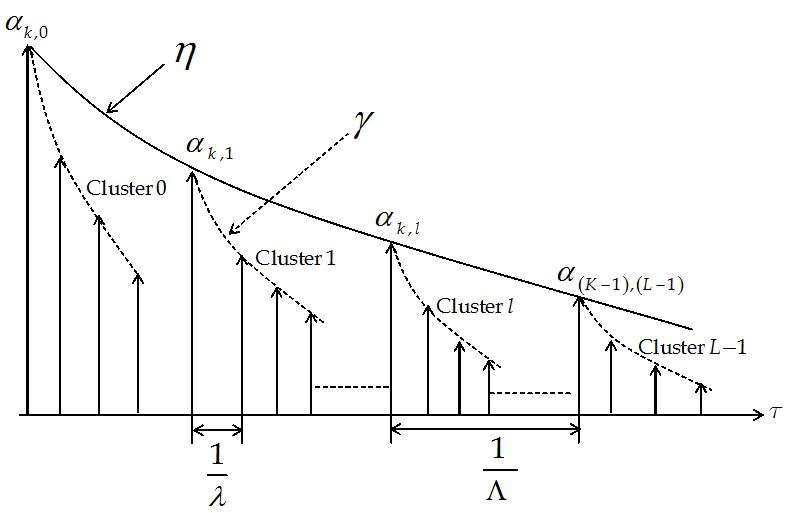 α_{k,0}
η
γ
α_{k,1}
Cluster 0
α_{k,l}
Cluster 1
α_{(K−1),(L−1)}
Cluster l
Cluster L−1
τ
1/λ
1/Λ